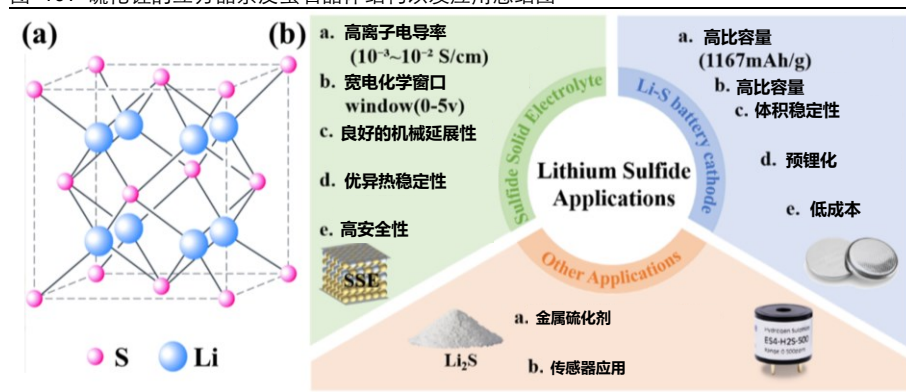 (a)
S
Li
(b)
a. 高离子电导率
(10⁻³~10⁻² S/cm)
b. 宽电化学窗口
window(0-5v)
c. 良好的机械延展性
d. 优异热稳定性
e. 高安全性
SSE
Sulfide Solid Electrolyte
Li-S battery cathode
Lithium Sulfide
Applications
Other Applications
a. 高比容量
(1167mAh/g)
b. 高比容量
c. 体积稳定性
d. 预锂化
e. 低成本
Li₂S
a. 金属硫化剂
b. 传感器应用
ES4-H2S-500